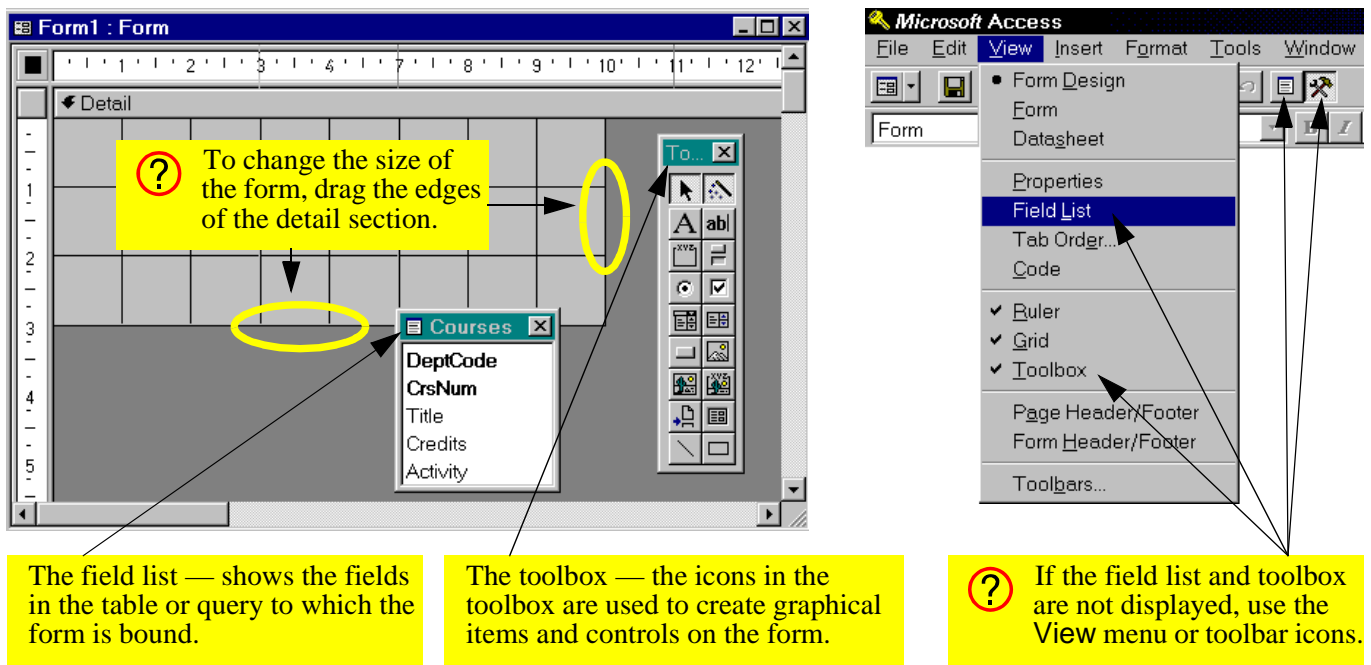 Form1 : Form
1 2 3 4 7 8 9 10 11 12
Detail
1
2
3
4
5
To change the size of
the form, drag the edges
of the detail section.
To...
A ab|
XYZ
XYZ
Courses
DeptCode
CrsNum
Title
Credits
Activity
The field list — shows the fields
in the table or query to which the
form is bound.
The toolbox — the icons in the
toolbox are used to create graphical
items and controls on the form.
Microsoft Access
File Edit View Insert Format Tools Window
Form
B I
Form Design
Form
Datasheet
Properties
Field List
Tab Order...
Code
Ruler
Grid
Toolbox
Page Header/Footer
Form Header/Footer
Toolbars...
? If the field list and toolbox
are not displayed, use the
View menu or toolbar icons.